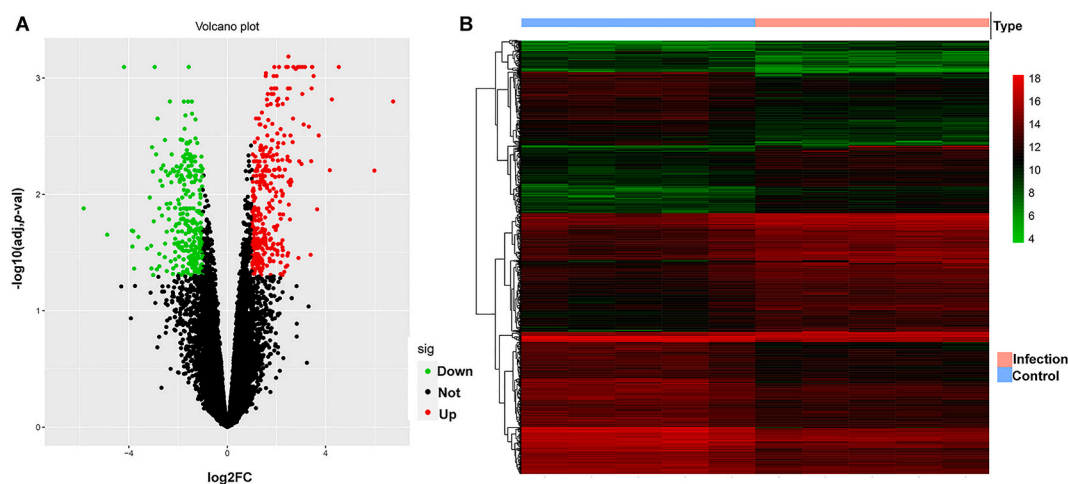 A
Volcano plot
3
2
1
0
-log10(adj,p-val)
-4
0
4
log2FC
sig
Down
Not
Up
B
Type
18
16
14
12
10
8
6
4
Infection
Control